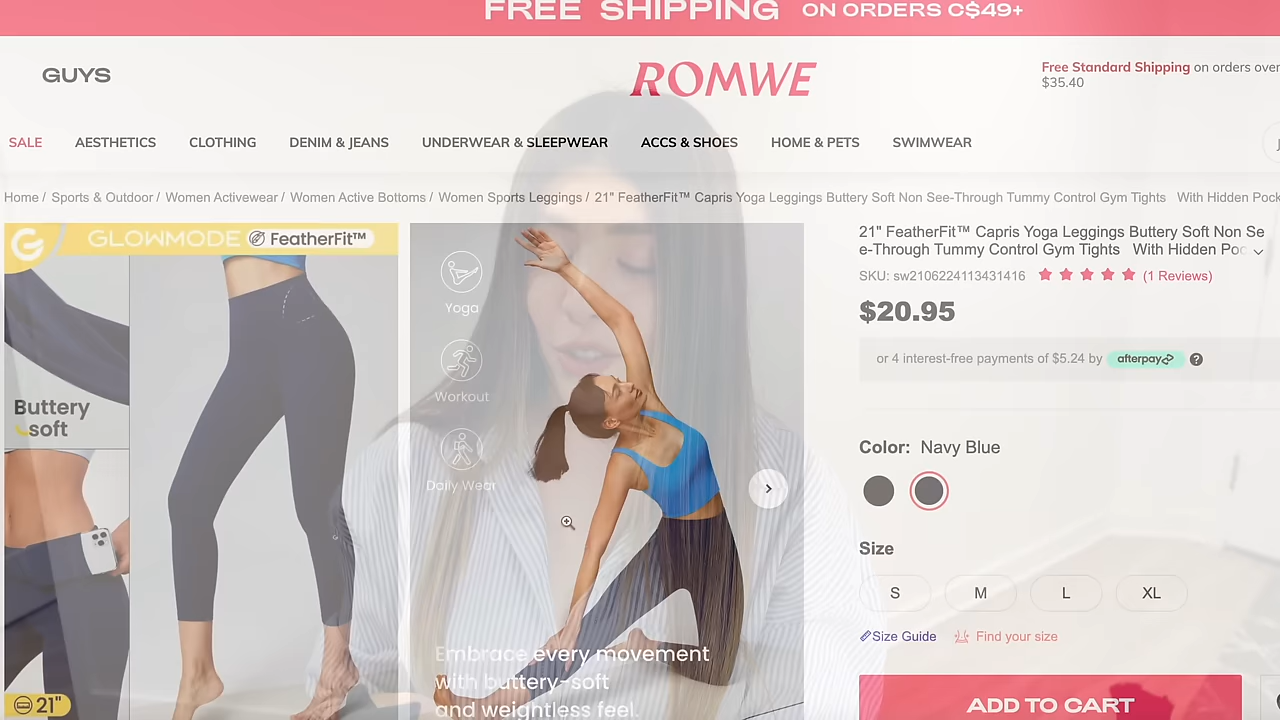 FREE SHIPPING ON ORDERS C$49+
GUYS
ROMWE
Free Standard Shipping on orders over
$35.40
SALE AESTHETICS CLOTHING DENIM & JEANS UNDERWEAR & SLEEPWEAR ACCS & SHOES HOME & PETS SWIMWEAR
Home / Sports & Outdoor / Women Activewear / Women Active Bottoms / Women Sports Leggings / 21" FeatherFit™ Capris Yoga Leggings Buttery Soft Non See-Through Tummy Control Gym Tights With Hidden Pock
GLOWMODE FeatherFit™
Buttery
soft
21"
Yoga
Workout
Daily Wear
Embrace every movement
with buttery-soft
and weightless feel.
21" FeatherFit™ Capris Yoga Leggings Buttery Soft Non Se
e-Through Tummy Control Gym Tights With Hidden Poc
SKU: sw2106224113431416 (1 Reviews)
$20.95
or 4 interest-free payments of $5.24 by afterpay
Color: Navy Blue
Size
S M L XL
Size Guide Find your size
ADD TO CART